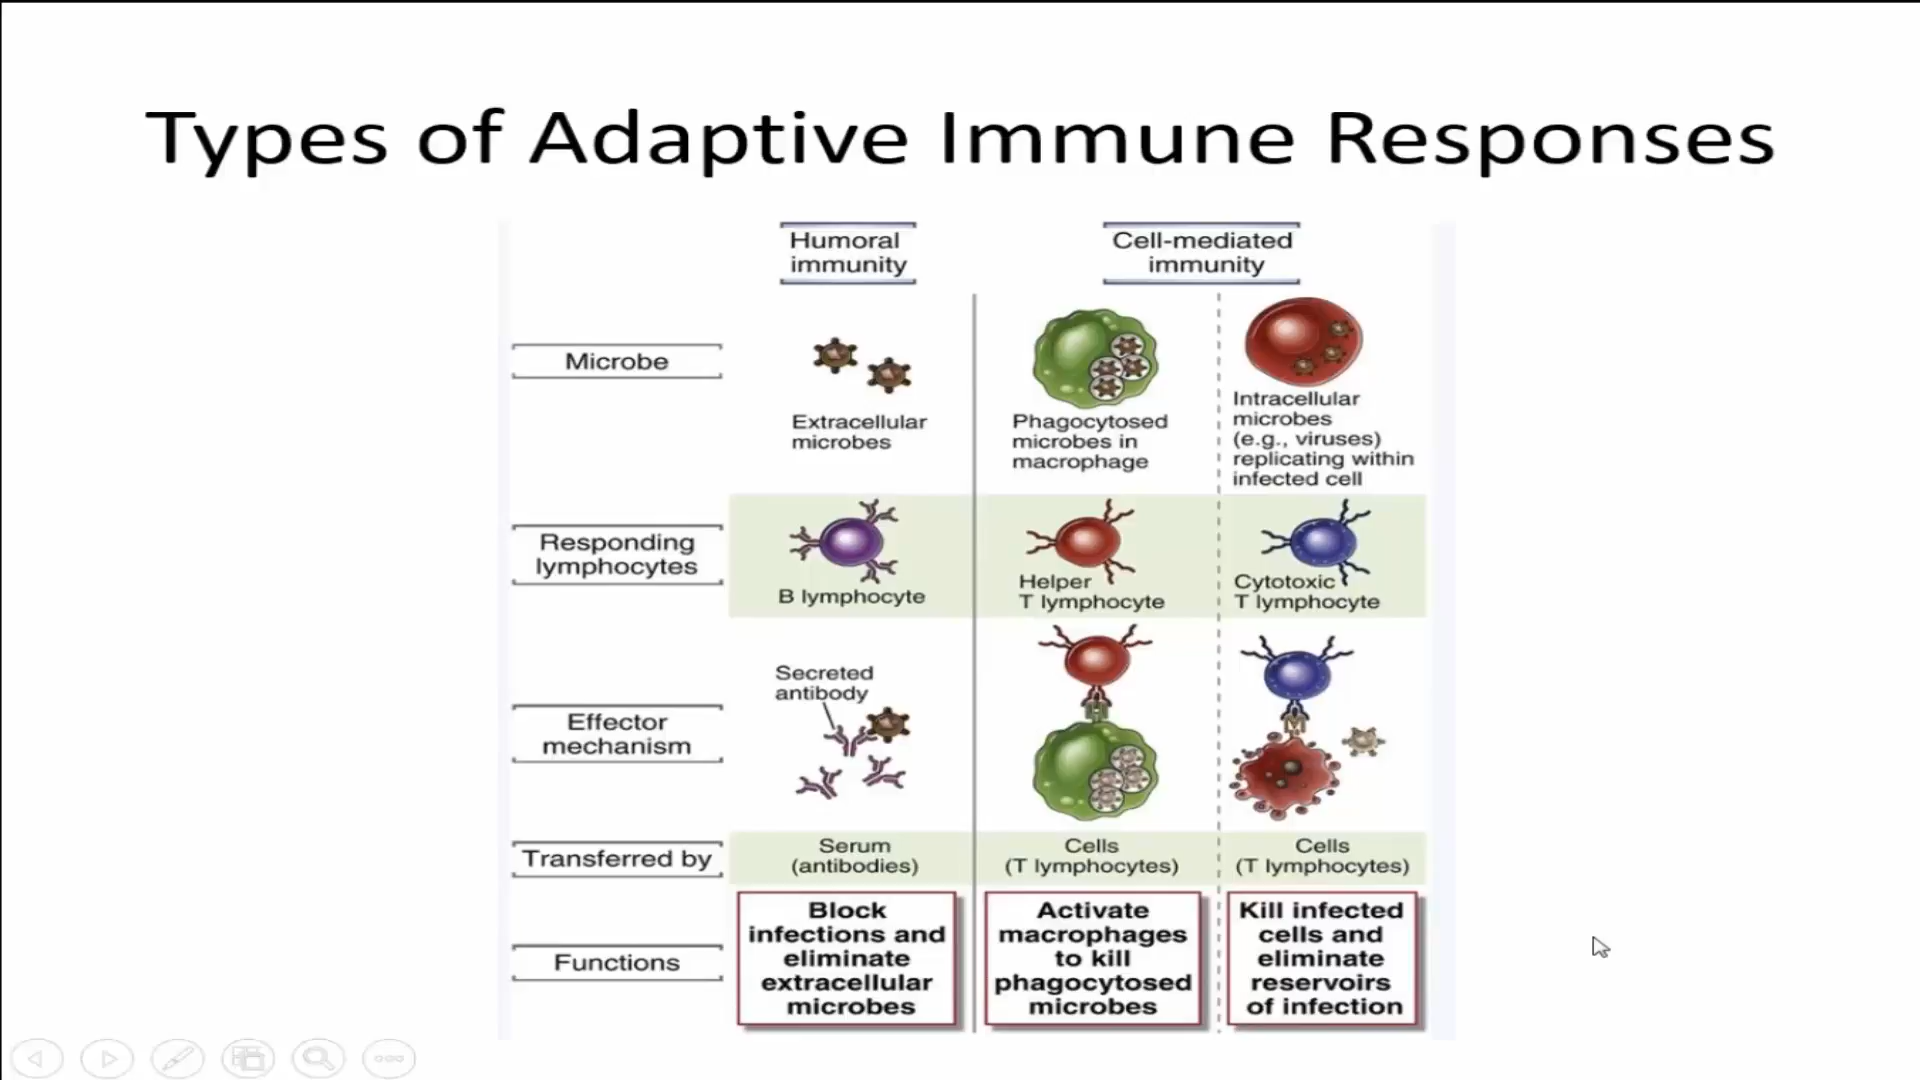 Types of Adaptive Immune Responses
Humoral
immunity
Cell-mediated
immunity
Microbe
Extracellular
microbes
Phagocytosed
microbes in
macrophage
Intracellular
microbes
(e.g., viruses)
replicating within
infected cell
Responding
lymphocytes
B lymphocyte
Helper
T lymphocyte
Cytotoxic
T lymphocyte
Effector
mechanism
Secreted
antibody
Transferred by
Serum
(antibodies)
Cells
(T lymphocytes)
Cells
(T lymphocytes)
Functions
Block
infections and
eliminate
extracellular
microbes
Activate
macrophages
to kill
phagocytosed
microbes
Kill infected
cells and
eliminate
reservoirs
of infection